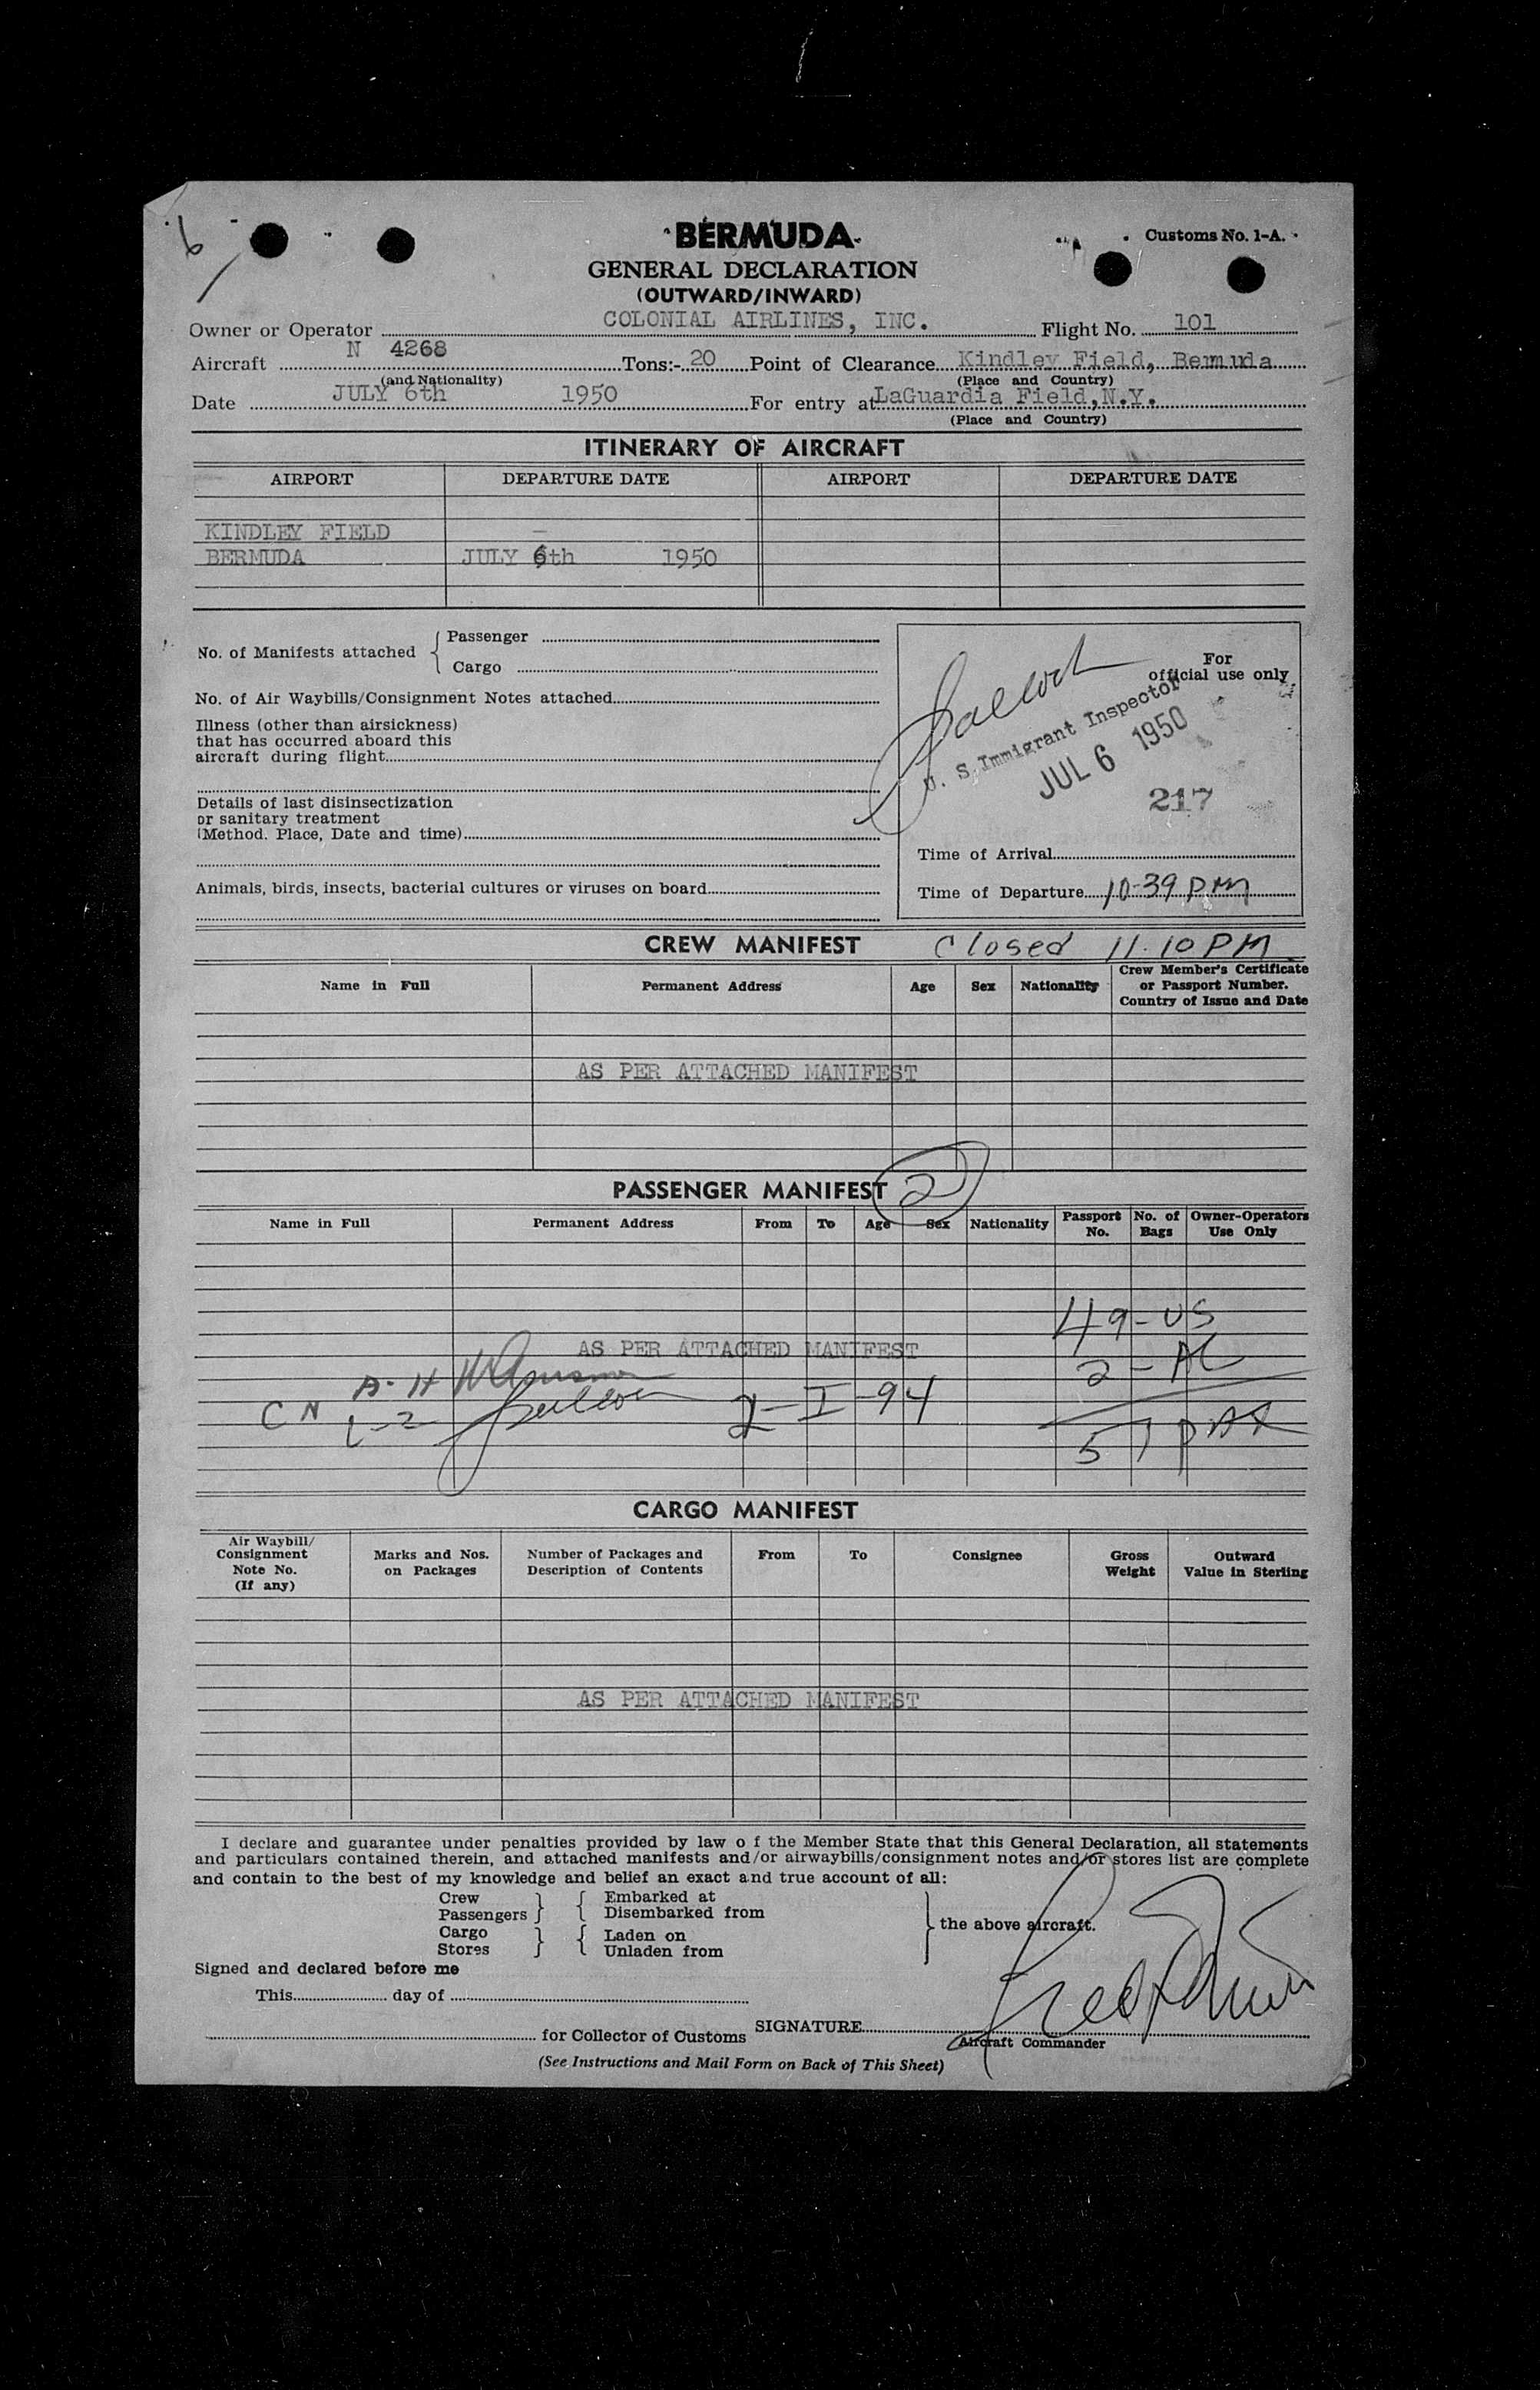 BERMUDA
Customs No. 1-A.
GENERAL DECLARATION
(OUTWARD/INWARD)
Owner or Operator COLONIAL AIRLINES, INC. Flight No. 101
Aircraft N 4268 Tons:- 20 Point of Clearance Kindley Field, Bermuda
(and Nationality) (Place and Country)
Date JULY 6th 1950 For entry at LaGuardia Field, N.Y.
(Place and Country)
ITINERARY OF AIRCRAFT
AIRPORT DEPARTURE DATE AIRPORT DEPARTURE DATE
KINDLEY FIELD
BERMUDA JULY 6th 1950
No. of Manifests attached { Passenger
Cargo
No. of Air Waybills/Consignment Notes attached
Illness (other than airsickness)
that has occurred aboard this
aircraft during flight
Details of last disinsectization
or sanitary treatment
(Method. Place, Date and time)
Animals, birds, insects, bacterial cultures or viruses on board
For
official use only
U. S. Immigrant Inspector
JUL 6 1950
217
Time of Arrival
Time of Departure 10-39 PM
CREW MANIFEST Closed 11.10 PM
Name in Full Permanent Address Age Sex Nationality Crew Member's Certificate
or Passport Number.
Country of Issue and Date
AS PER ATTACHED MANIFEST
PASSENGER MANIFEST 2
Name in Full Permanent Address From To Age Sex Nationality Passport No. No. of Bags Owner-Operators Use Only
49-US
AS PER ATTACHED MANIFEST
2-AL
A-H
CN L-2 2-I-94
51 PAX
CARGO MANIFEST
Air Waybill/
Consignment
Note No.
(If any)
Marks and Nos.
on Packages
Number of Packages and
Description of Contents
From To Consignee
Gross
Weight
Outward
Value in Sterling
AS PER ATTACHED MANIFEST
I declare and guarantee under penalties provided by law o f the Member State that this General Declaration, all statements
and particulars contained therein, and attached manifests and/or airwaybills/consignment notes and/or stores list are complete
and contain to the best of my knowledge and belief an exact and true account of all:
Crew } { Embarked at
Passengers } { Disembarked from
} the above aircraft.
Cargo } { Laden on
Stores } { Unladen from
Signed and declared before me
This day of
for Collector of Customs SIGNATURE
Aircraft Commander
(See Instructions and Mail Form on Back of This Sheet)